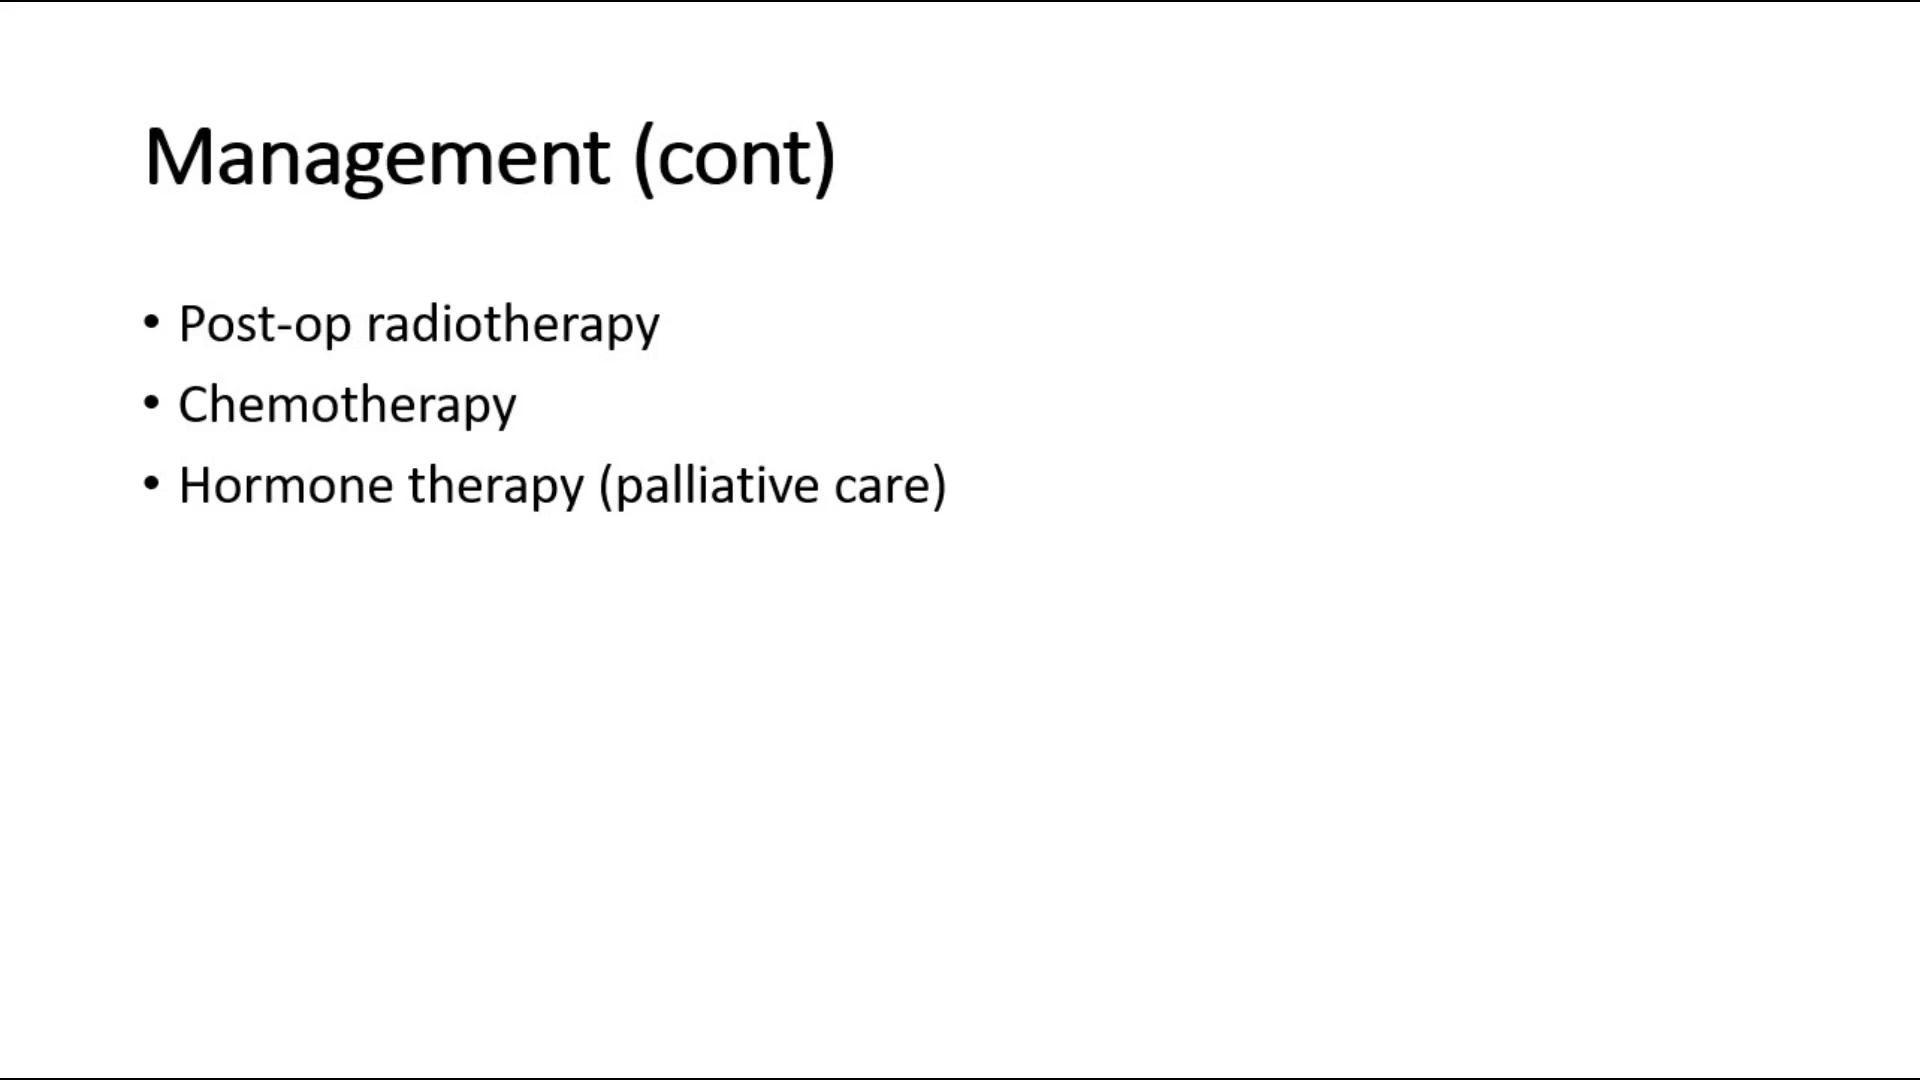 Management (cont)
• Post-op radiotherapy
• Chemotherapy
• Hormone therapy (palliative care)